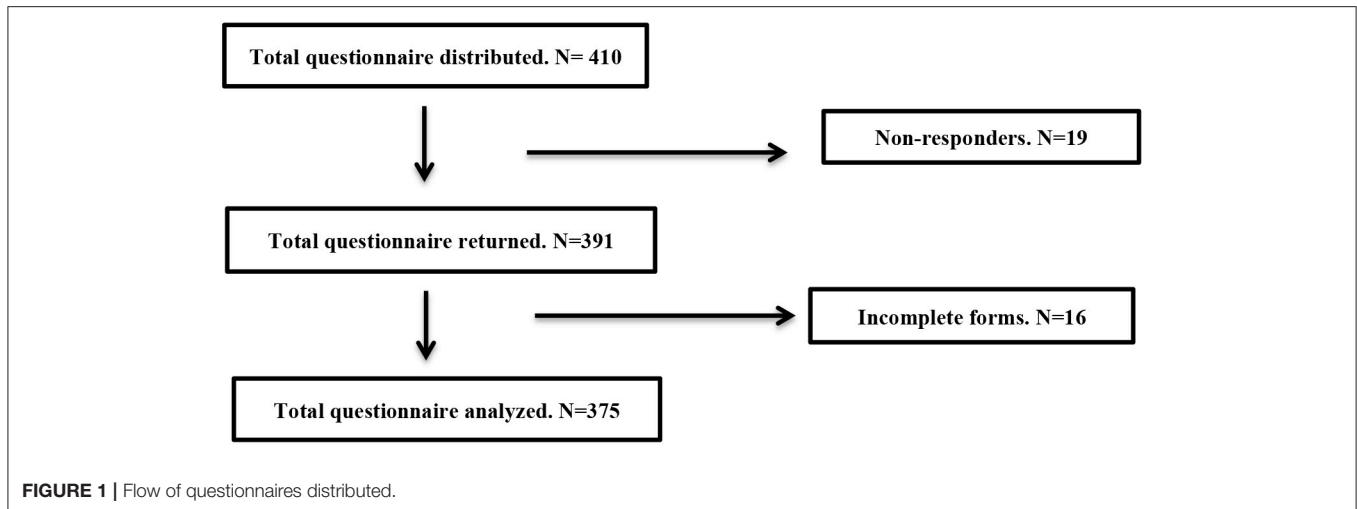 Total questionnaire distributed. N= 410
Non-responders. N=19
Total questionnaire returned. N=391
Incomplete forms. N=16
Total questionnaire analyzed. N=375
FIGURE 1 | Flow of questionnaires distributed.